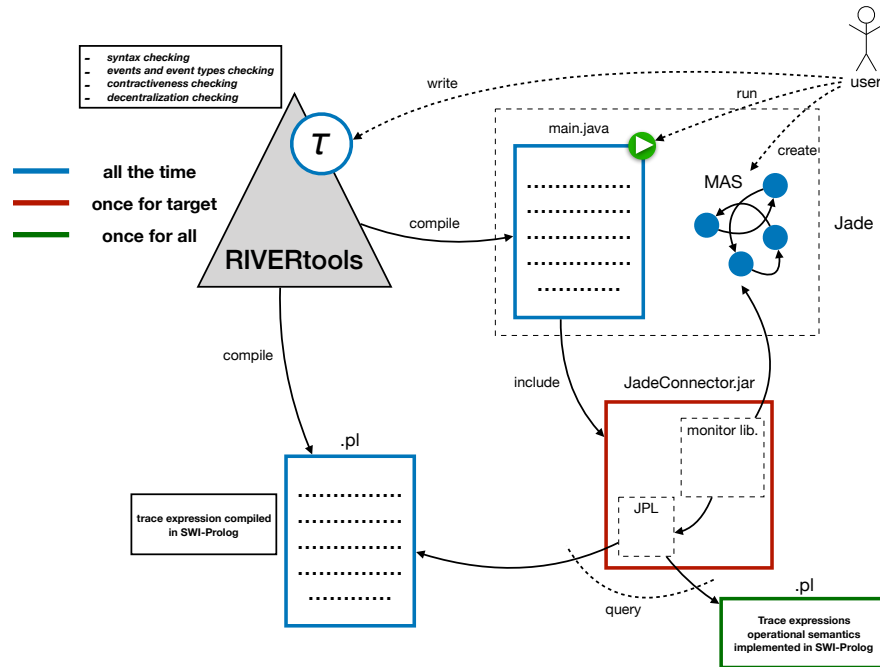 - syntax checking
- events and event types checking
- contractiveness checking
- decentralization checking
user
write
run
main.java
τ
create
MAS
all the time
once for target
once for all
compile
Jade
RIVERtools
compile
include
JadeConnector.jar
monitor lib.
.pl
trace expression compiled
in SWI-Prolog
JPL
query
.pl
Trace expressions
operational semantics
implemented in SWI-Prolog